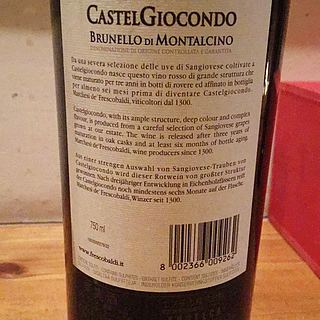 CASTELGIOCONDO
BRUNELLO DI MONTALCINO
DENOMINAZIONE DI ORIGINE CONTROLLATA E GARANTITA
Da una severa selezione delle uve di Sangiovese coltivate a
Castelgiocondo nasce questo vino rosso di grande struttura che
viene maturato per tre anni in botti di rovere ed affinato in bottiglia
per almeno sei mesi prima di diventare Castelgiocondo.
Marchesi de' Frescobaldi, viticoltori dal 1300.
Castelgiocondo, with its ample structure, deep colour and complex
flavour, is produced from a careful selection of Sangiovese grapes
grown at our estate. The wine is released after three years of
maturation in oak casks and at least six months of bottle aging.
Marchesi de' Frescobaldi, wine producers since 1300.
Aus einer strengen Auswahl von Sangiovese-Trauben von
Castelgiocondo wird dieser Rotwein von großter Struktur
gewonnen. Nach dreijähriger Entwicklung in Eichenholzfässern reift
der Castelgiocondo noch mindestens sechs Monate auf der Flasche.
Marchesi de' Frescobaldi, Winzer seit 1300.
750 ml
www.frescobaldi.it
8 002366 009262